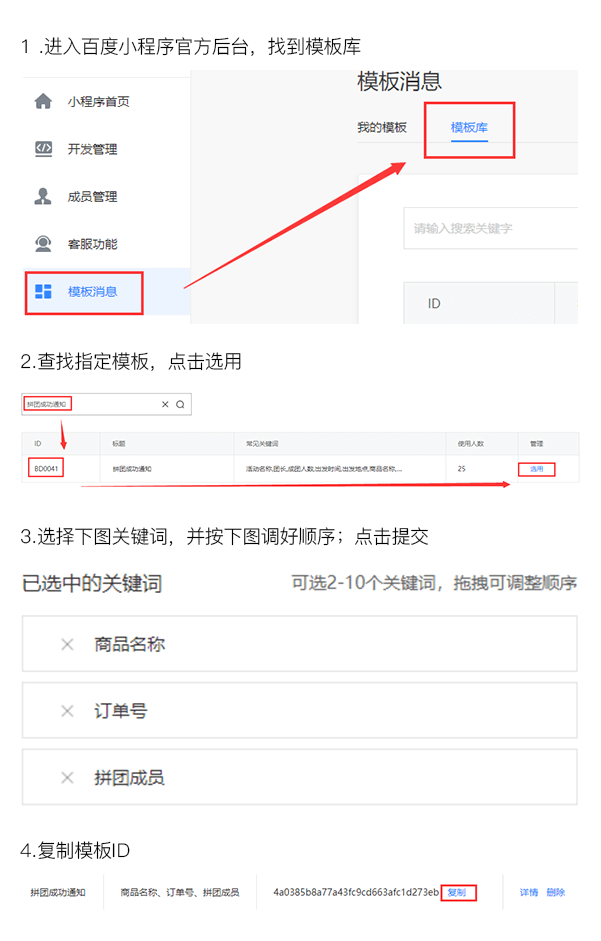 1 .进入百度小程序官方后台，找到模板库
模板消息
小程序首页
我的模板 模板库
开发管理
成员管理
请输入搜索关键字
客服功能
模板消息
ID
2.查找指定模板，点击选用
拼团成功通知
ID 标题 常见关键词 使用人数 管理
BD0041 拼团成功通知 活动名称,团长,成团人数,出发时间,出发地点,商品名称,... 25 选用
3.选择下图关键词，并按下图调好顺序；点击提交
已选中的关键词 可选2-10个关键词，拖拽可调整顺序
商品名称
订单号
拼团成员
4.复制模板ID
拼团成功通知 商品名称、订单号、拼团成员 4a0385b8a77a43fc9cd663afc1d273eb 复制 详情 删除